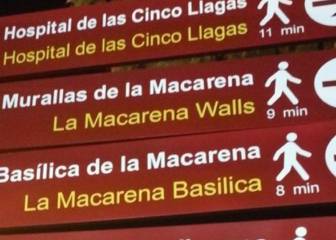 Hospital de las Cinco Llagas
Hospital de las Cinco Llagas
11 min
Murallas de la Macarena
La Macarena Walls
9 min
Basílica de la Macarena
La Macarena Basilica
8 min